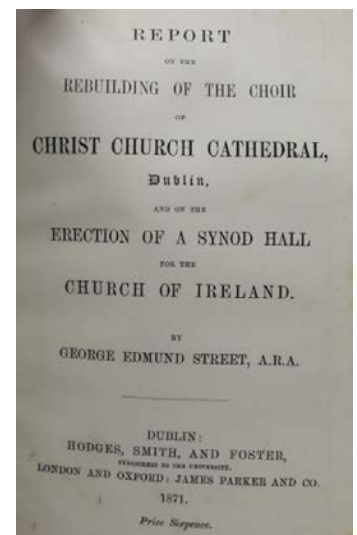 REPORT
ON THE
REBUILDING OF THE CHOIR
OF
CHRIST CHURCH CATHEDRAL,
Dublin,
AND ON THE
ERECTION OF A SYNOD HALL
FOR THE
CHURCH OF IRELAND.
BY
GEORGE EDMUND STREET, A.R.A.
DUBLIN:
HODGES, SMITH, AND FOSTER,
PUBLISHERS TO THE UNIVERSITY.
LONDON AND OXFORD: JAMES PARKER AND CO.
1871.
Price Sixpence.